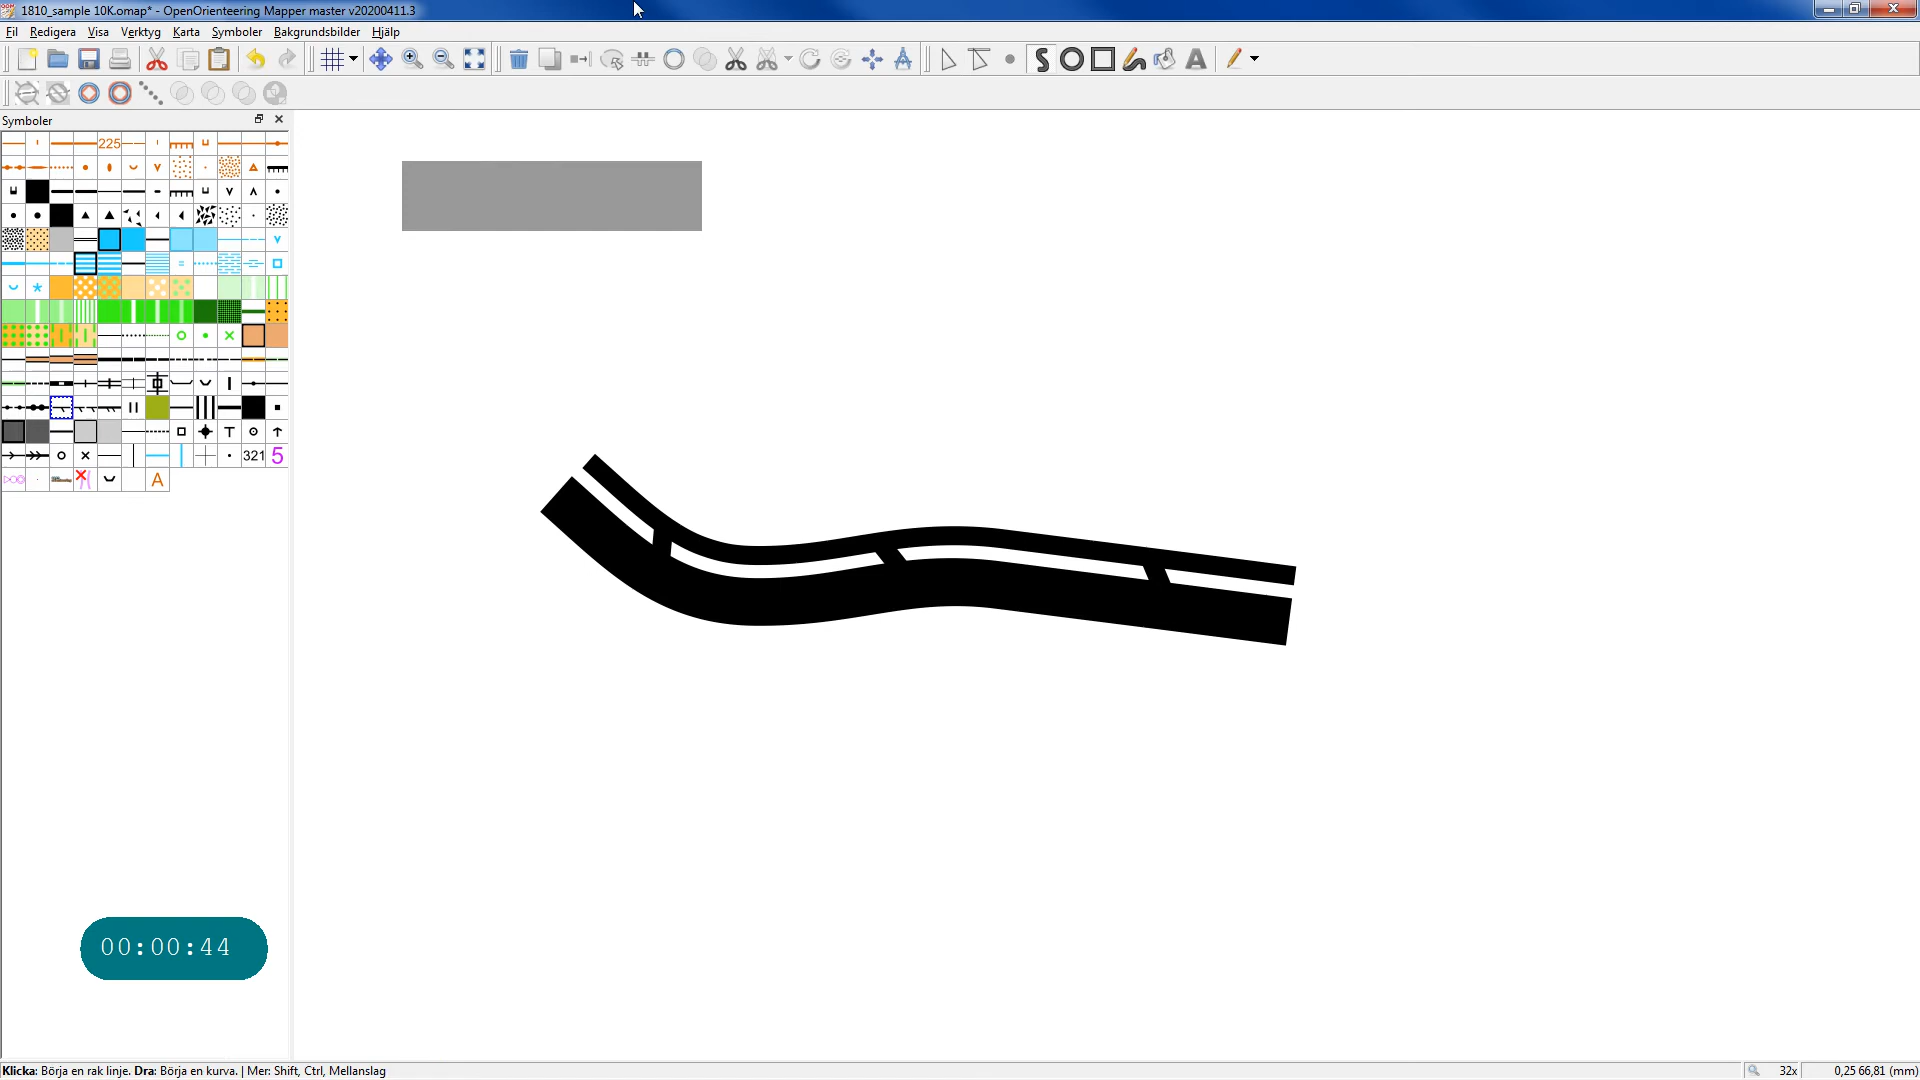 1810_sample 10K.omap* - OpenOrienteering Mapper master v20200411.3
Fil Redigera Visa Verktyg Karta Symboler Bakgrundsbilder Hjälp
Symboler
225
321 5
A
00:00:44
Klicka: Börja en rak linje. Dra: Börja en kurva. | Mer: Shift, Ctrl, Mellanslag
32x
0,25 66,81 (mm)